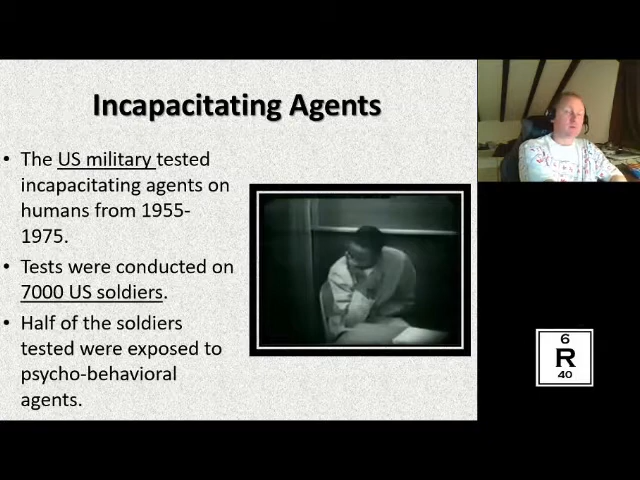 Incapacitating Agents
• The US military tested
incapacitating agents on
humans from 1955-
1975.
• Tests were conducted on
7000 US soldiers.
• Half of the soldiers
tested were exposed to
psycho-behavioral
agents.
6
R
40